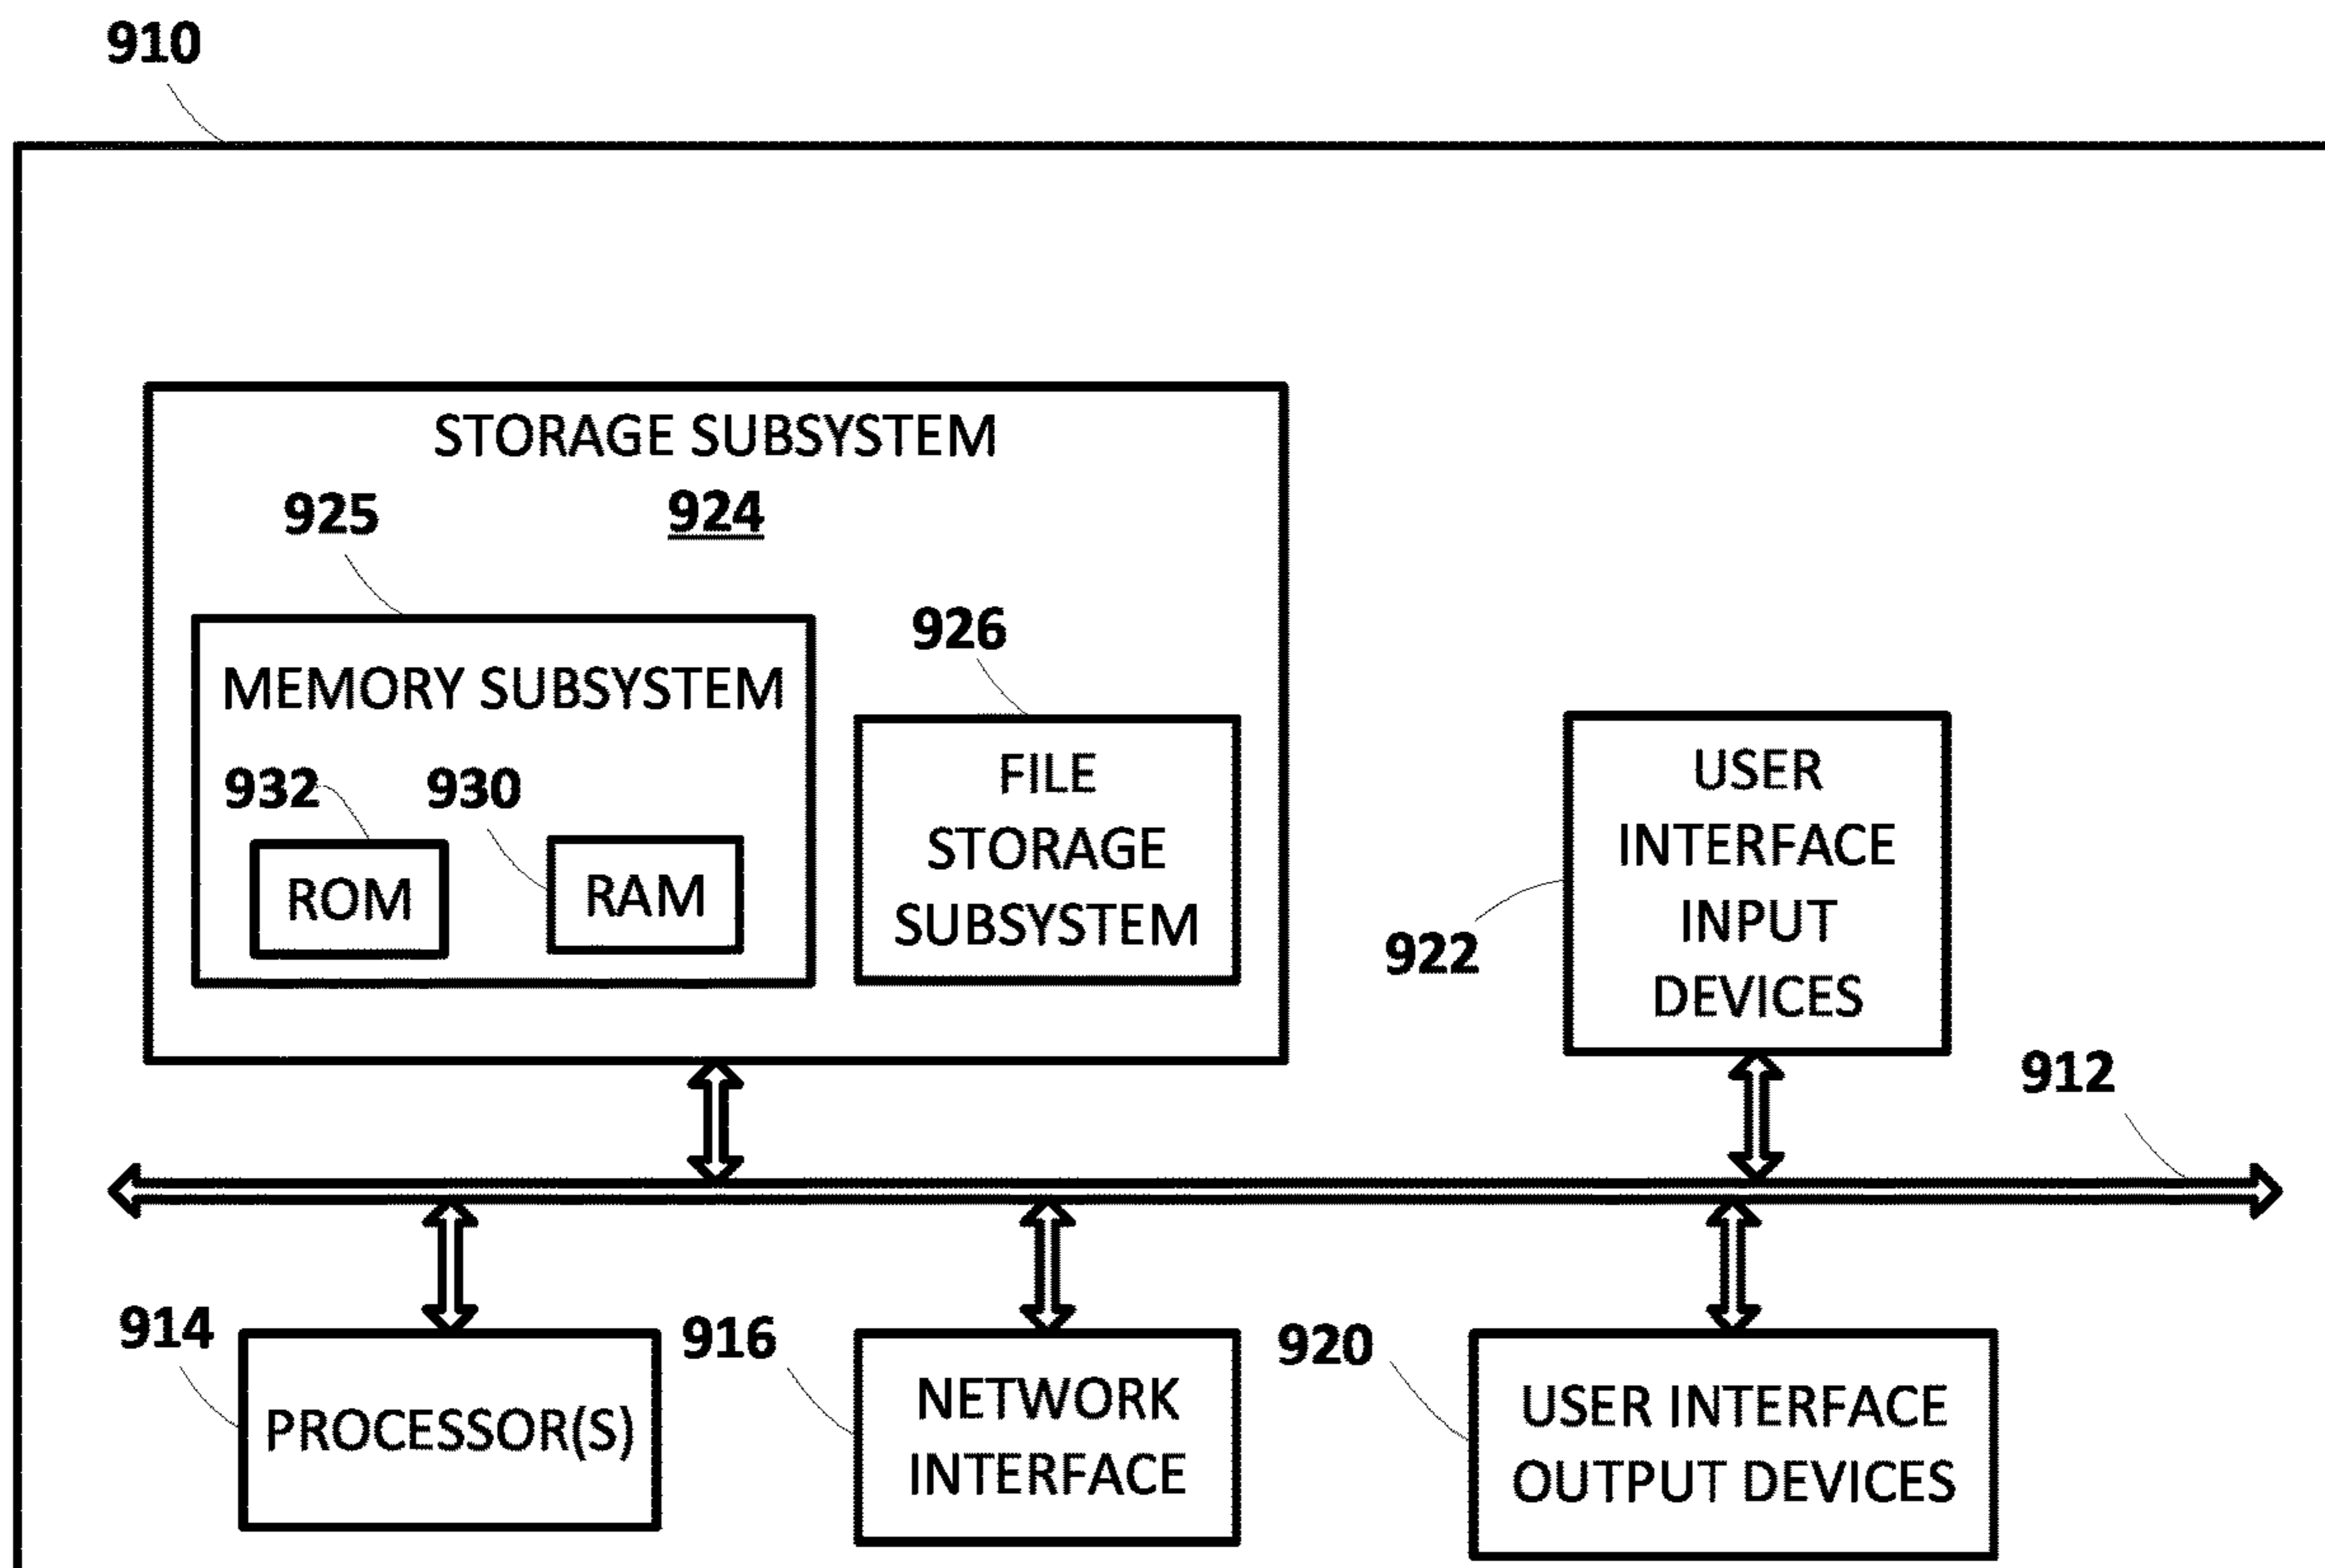 910
STORAGE SUBSYSTEM
925
924
926
MEMORY SUBSYSTEM
932
930
ROM
RAM
FILE
STORAGE
SUBSYSTEM
USER
INTERFACE
INPUT
DEVICES
922
912
914
PROCESSOR(S)
916
NETWORK
INTERFACE
920
USER INTERFACE
OUTPUT DEVICES